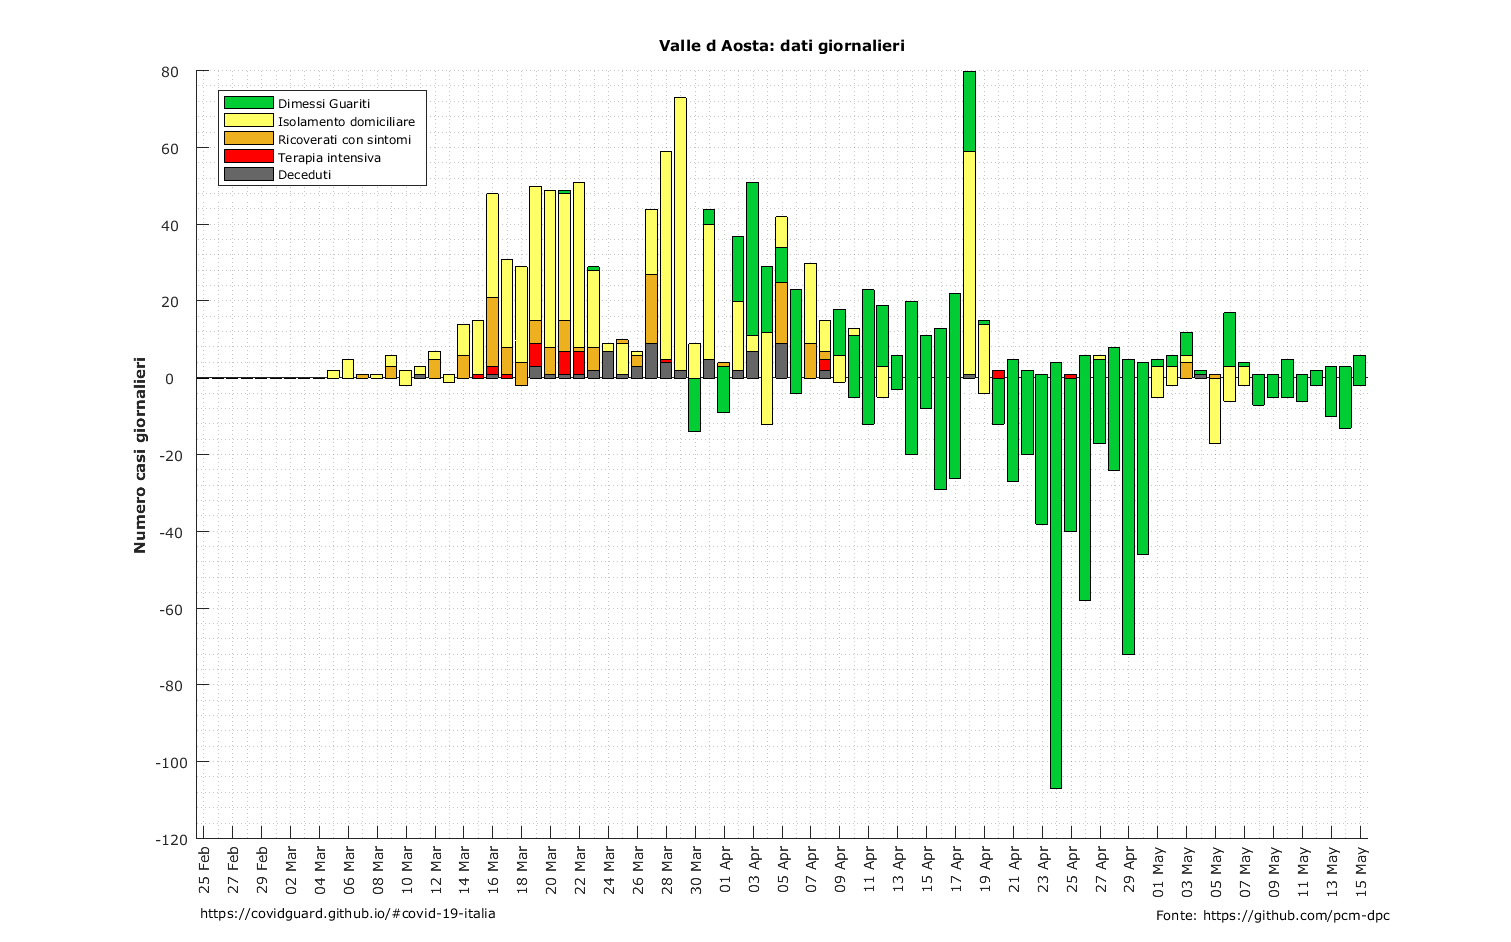 Valle d Aosta: dati giornalieri
80
60
40
20
0
-20
-40
-60
-80
-100
-120
Numero casi giornalieri
Dimessi Guariti
Isolamento domiciliare
Ricoverati con sintomi
Terapia intensiva
Deceduti
25 Feb
27 Feb
29 Feb
02 Mar
04 Mar
06 Mar
08 Mar
10 Mar
12 Mar
14 Mar
16 Mar
18 Mar
20 Mar
22 Mar
24 Mar
26 Mar
28 Mar
30 Mar
01 Apr
03 Apr
05 Apr
07 Apr
09 Apr
11 Apr
13 Apr
15 Apr
17 Apr
19 Apr
21 Apr
23 Apr
25 Apr
27 Apr
29 Apr
01 May
03 May
05 May
07 May
09 May
11 May
13 May
15 May
https://covidguard.github.io/#covid-19-italia
Fonte: https://github.com/pcm-dpc